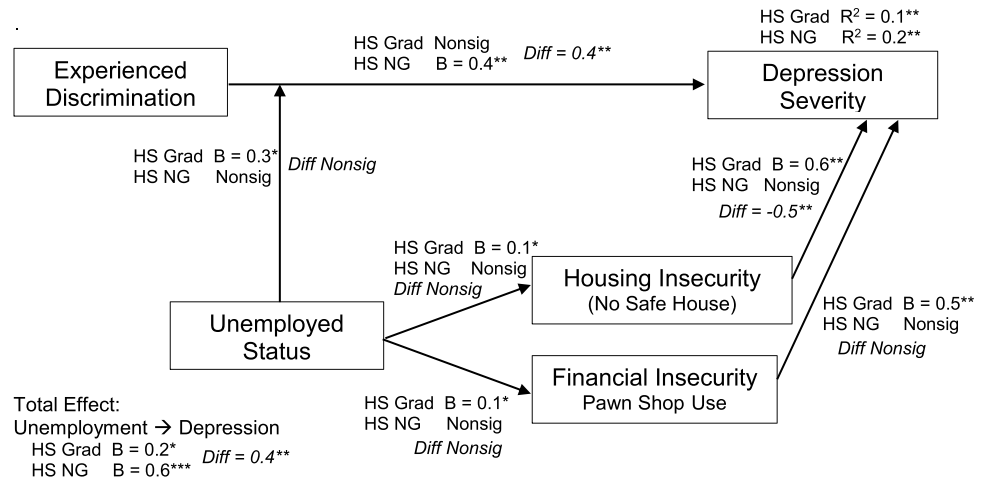 .
HS Grad R² = 0.1**
HS NG R² = 0.2**
HS Grad Nonsig
HS NG B = 0.4**
Diff = 0.4**
Experienced
Discrimination
Depression
Severity
HS Grad B = 0.3*
HS NG Nonsig
Diff Nonsig
HS Grad B = 0.6**
HS NG Nonsig
Diff = -0.5**
HS Grad B = 0.1*
HS NG Nonsig
Diff Nonsig
Housing Insecurity
(No Safe House)
Unemployed
Status
HS Grad B = 0.5**
HS NG Nonsig
Diff Nonsig
Financial Insecurity
Pawn Shop Use
HS Grad B = 0.1*
HS NG Nonsig
Diff Nonsig
Total Effect:
Unemployment → Depression
HS Grad B = 0.2*
HS NG B = 0.6***
Diff = 0.4**